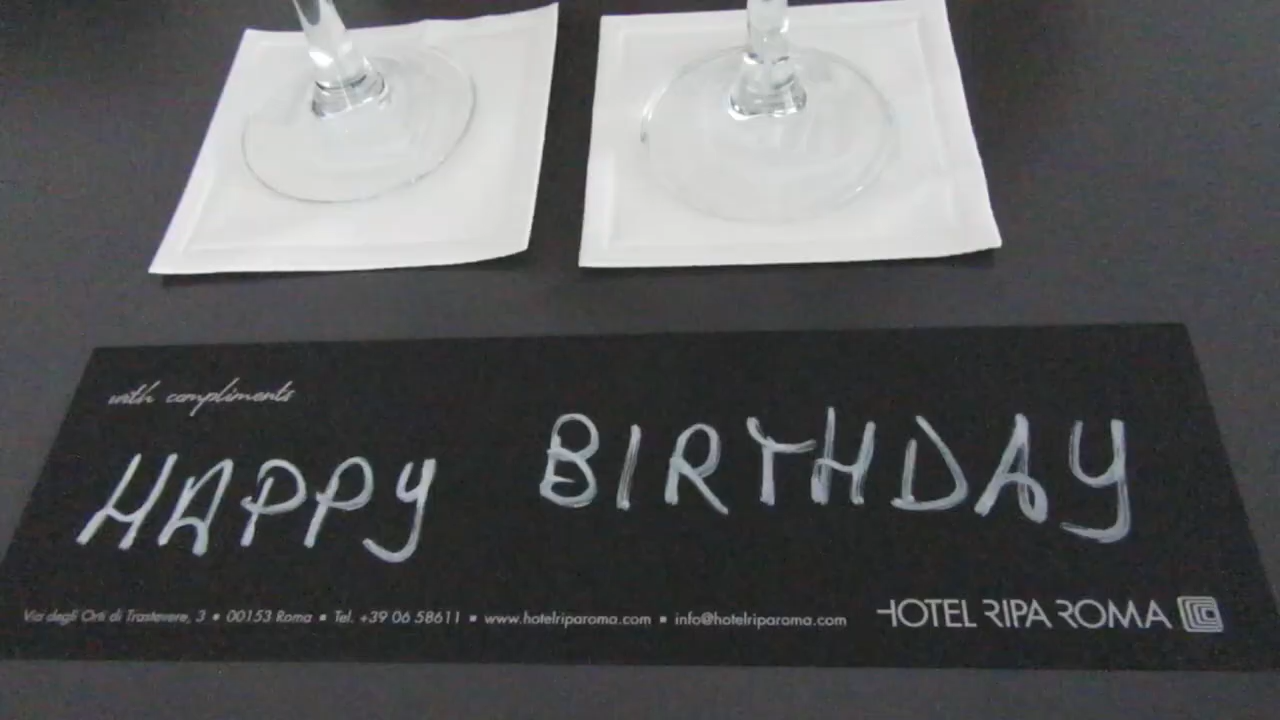 with compliments
HAPPY BIRTHDAY
Via degli Orti di Trastevere, 3 ▪ 00153 Roma ▪ Tel. +39 06 58611 ▪ www.hotelriparoma.com ▪ info@hotelriparoma.com
HOTEL RIPA ROMA